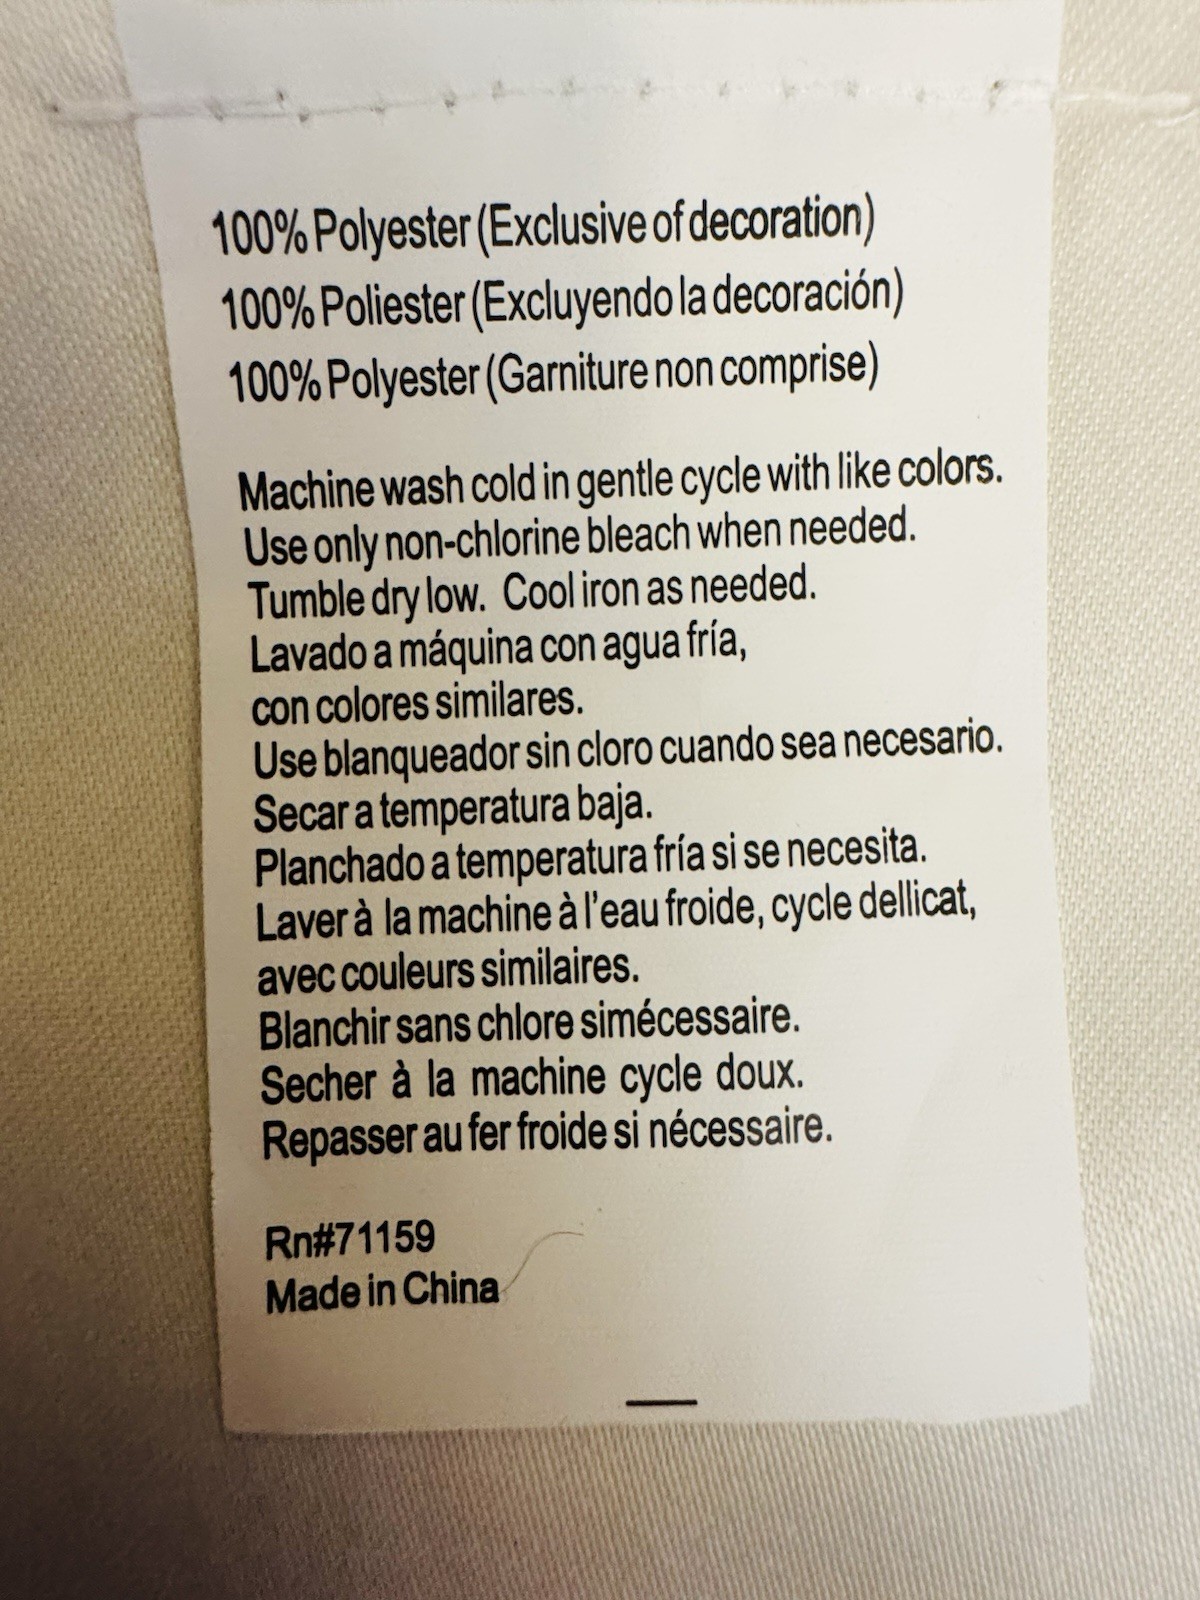 100% Polyester (Exclusive of decoration)
100% Poliester (Excluyendo la decoración)
100% Polyester (Garniture non comprise)
Machine wash cold in gentle cycle with like colors.
Use only non-chlorine bleach when needed.
Tumble dry low. Cool iron as needed.
Lavado a máquina con agua fría,
con colores similares.
Use blanqueador sin cloro cuando sea necesario.
Secar a temperatura baja.
Planchado a temperatura fría si se necesita.
Laver à la machine à l'eau froide, cycle dellicat,
avec couleurs similaires.
Blanchir sans chlore simécessaire.
Secher à la machine cycle doux.
Repasser au fer froide si nécessaire.
Rn#71159
Made in China